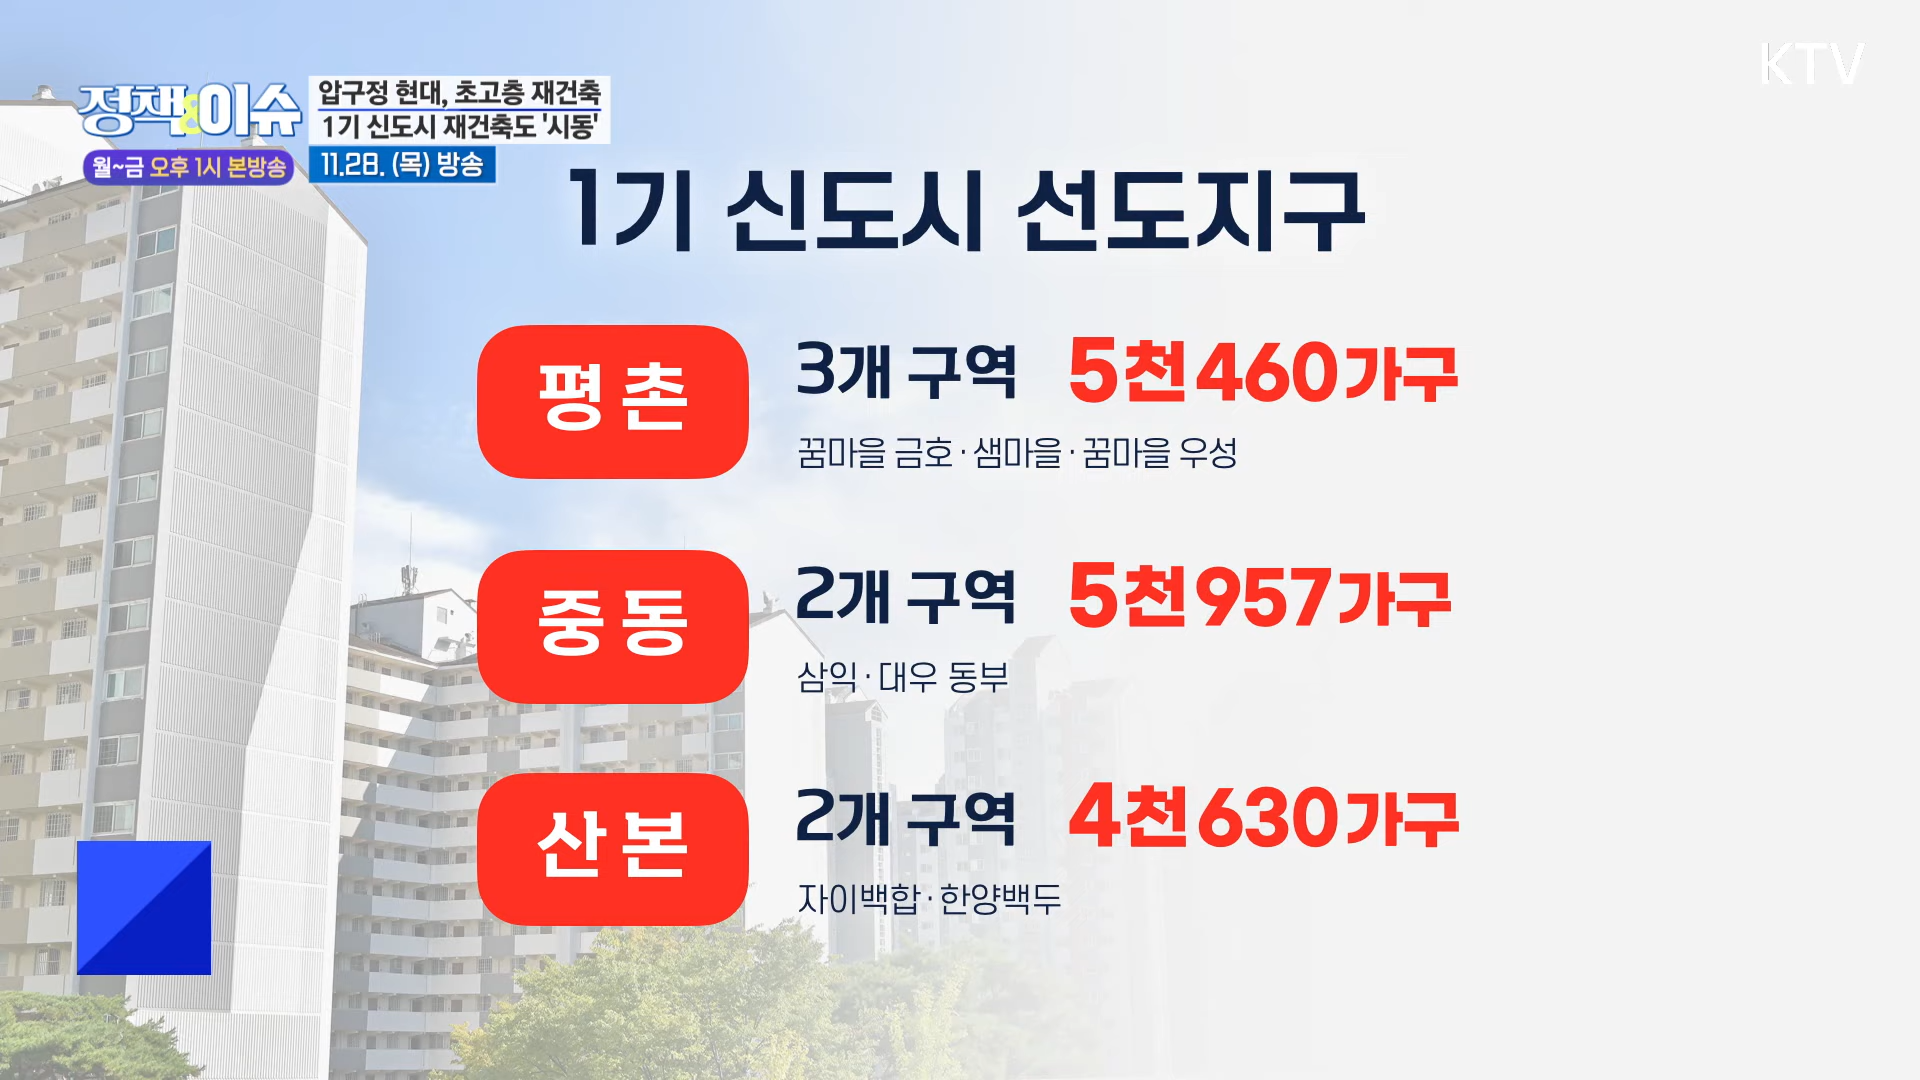 KTV
정책&이슈
월~금 오후 1시 본방송
압구정 현대, 초고층 재건축
1기 신도시 재건축도 '시동'
11.28. (목) 방송
1기 신도시 선도지구
평촌
3개 구역 5천460가구
꿈마을 금호·샘마을·꿈마을 우성
중동
2개 구역 5천957가구
삼익·대우 동부
산본
2개 구역 4천630가구
자이백합·한양백두